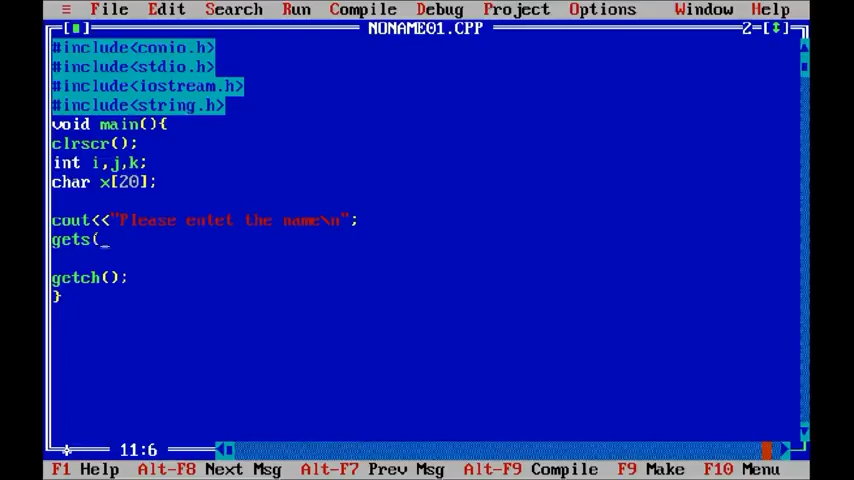 ≡ File Edit Search Run Compile Debug Project Options Window Help
[■] NONAME01.CPP 2=[↕]
#include<conio.h>
#include<stdio.h>
#include<iostream.h>
#include<string.h>
void main(){
clrscr();
int i,j,k;
char x[20];
cout<<"Please entet the name\n";
gets(_
getch();
}
* 11:6
F1 Help Alt-F8 Next Msg Alt-F7 Prev Msg Alt-F9 Compile F9 Make F10 Menu